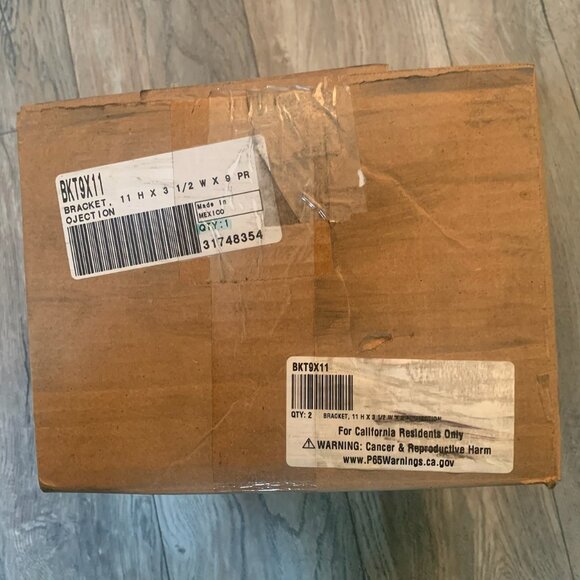 BKT9X11
BRACKET, 11 H X 3 1/2 W X 9 PR
OJECTION
Made in
MEXICO
QTY:1
31748354
BKT9X11
QTY: 2 BRACKET, 11 H X 3 1/2 W
For California Residents Only
⚠WARNING: Cancer & Reproductive Harm
www.P65Warnings.ca.gov